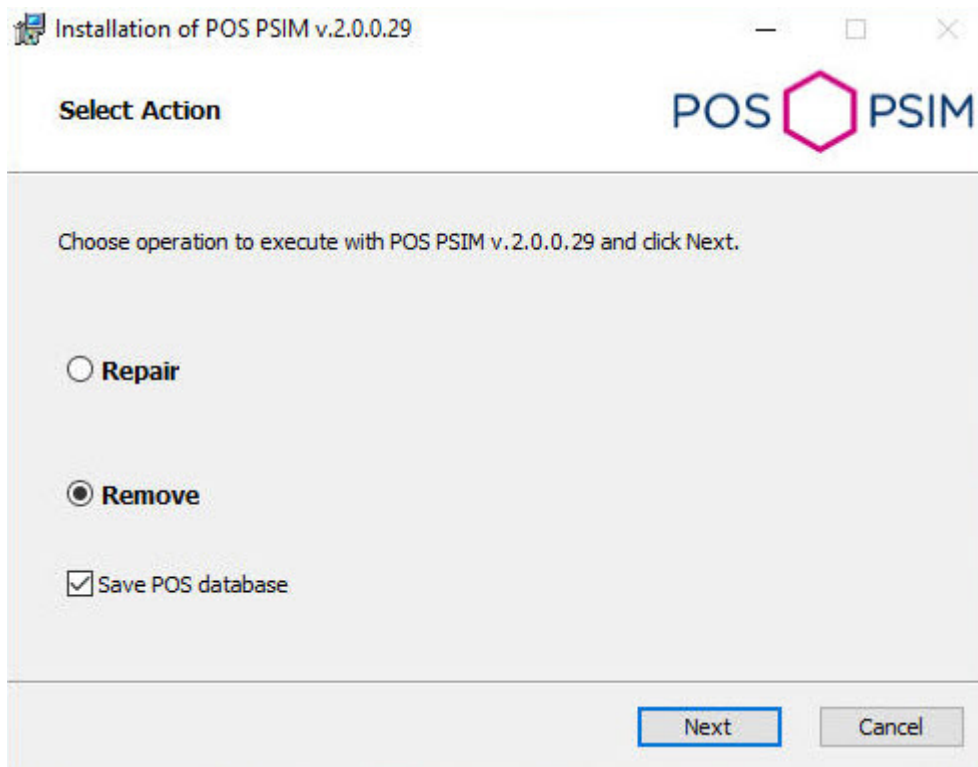 Installation of POS PSIM v.2.0.0.29
Select Action
POS PSIM
Choose operation to execute with POS PSIM v.2.0.0.29 and click Next.
Repair
Remove
Save POS database
Next Cancel